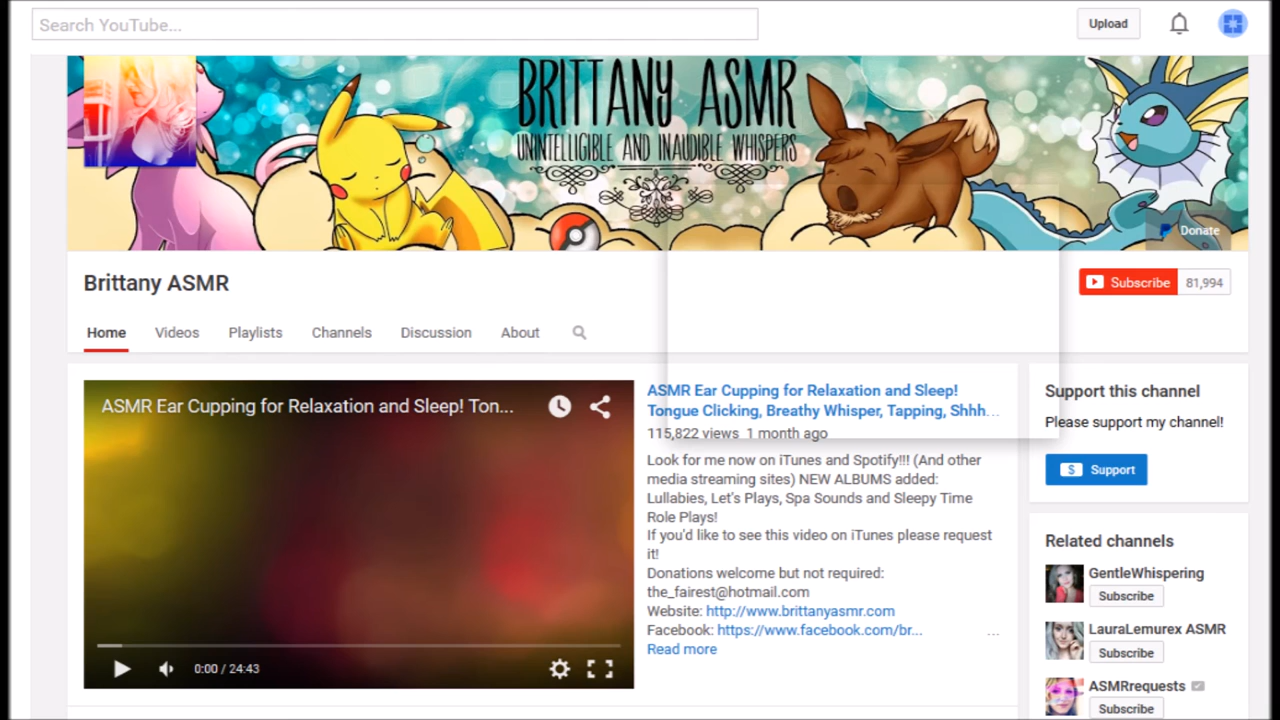 Search YouTube...
Upload
BRITTANY ASMR
UNINTELLIGIBLE AND INAUDIBLE WHISPERS
Donate
Brittany ASMR
Subscribe 81,994
Home Videos Playlists Channels Discussion About
ASMR Ear Cupping for Relaxation and Sleep! Ton...
0:00 / 24:43
ASMR Ear Cupping for Relaxation and Sleep!
Tongue Clicking, Breathy Whisper, Tapping, Shhh...
115,822 views 1 month ago
Look for me now on iTunes and Spotify!!! (And other
media streaming sites) NEW ALBUMS added:
Lullabies, Let's Plays, Spa Sounds and Sleepy Time
Role Plays!
If you'd like to see this video on iTunes please request
it!
Donations welcome but not required:
the_fairest@hotmail.com
Website: http://www.brittanyasmr.com
Facebook: https://www.facebook.com/br... ...
Read more
Support this channel
Please support my channel!
$ Support
Related channels
GentleWhispering
Subscribe
LauraLemurex ASMR
Subscribe
ASMRrequests
Subscribe